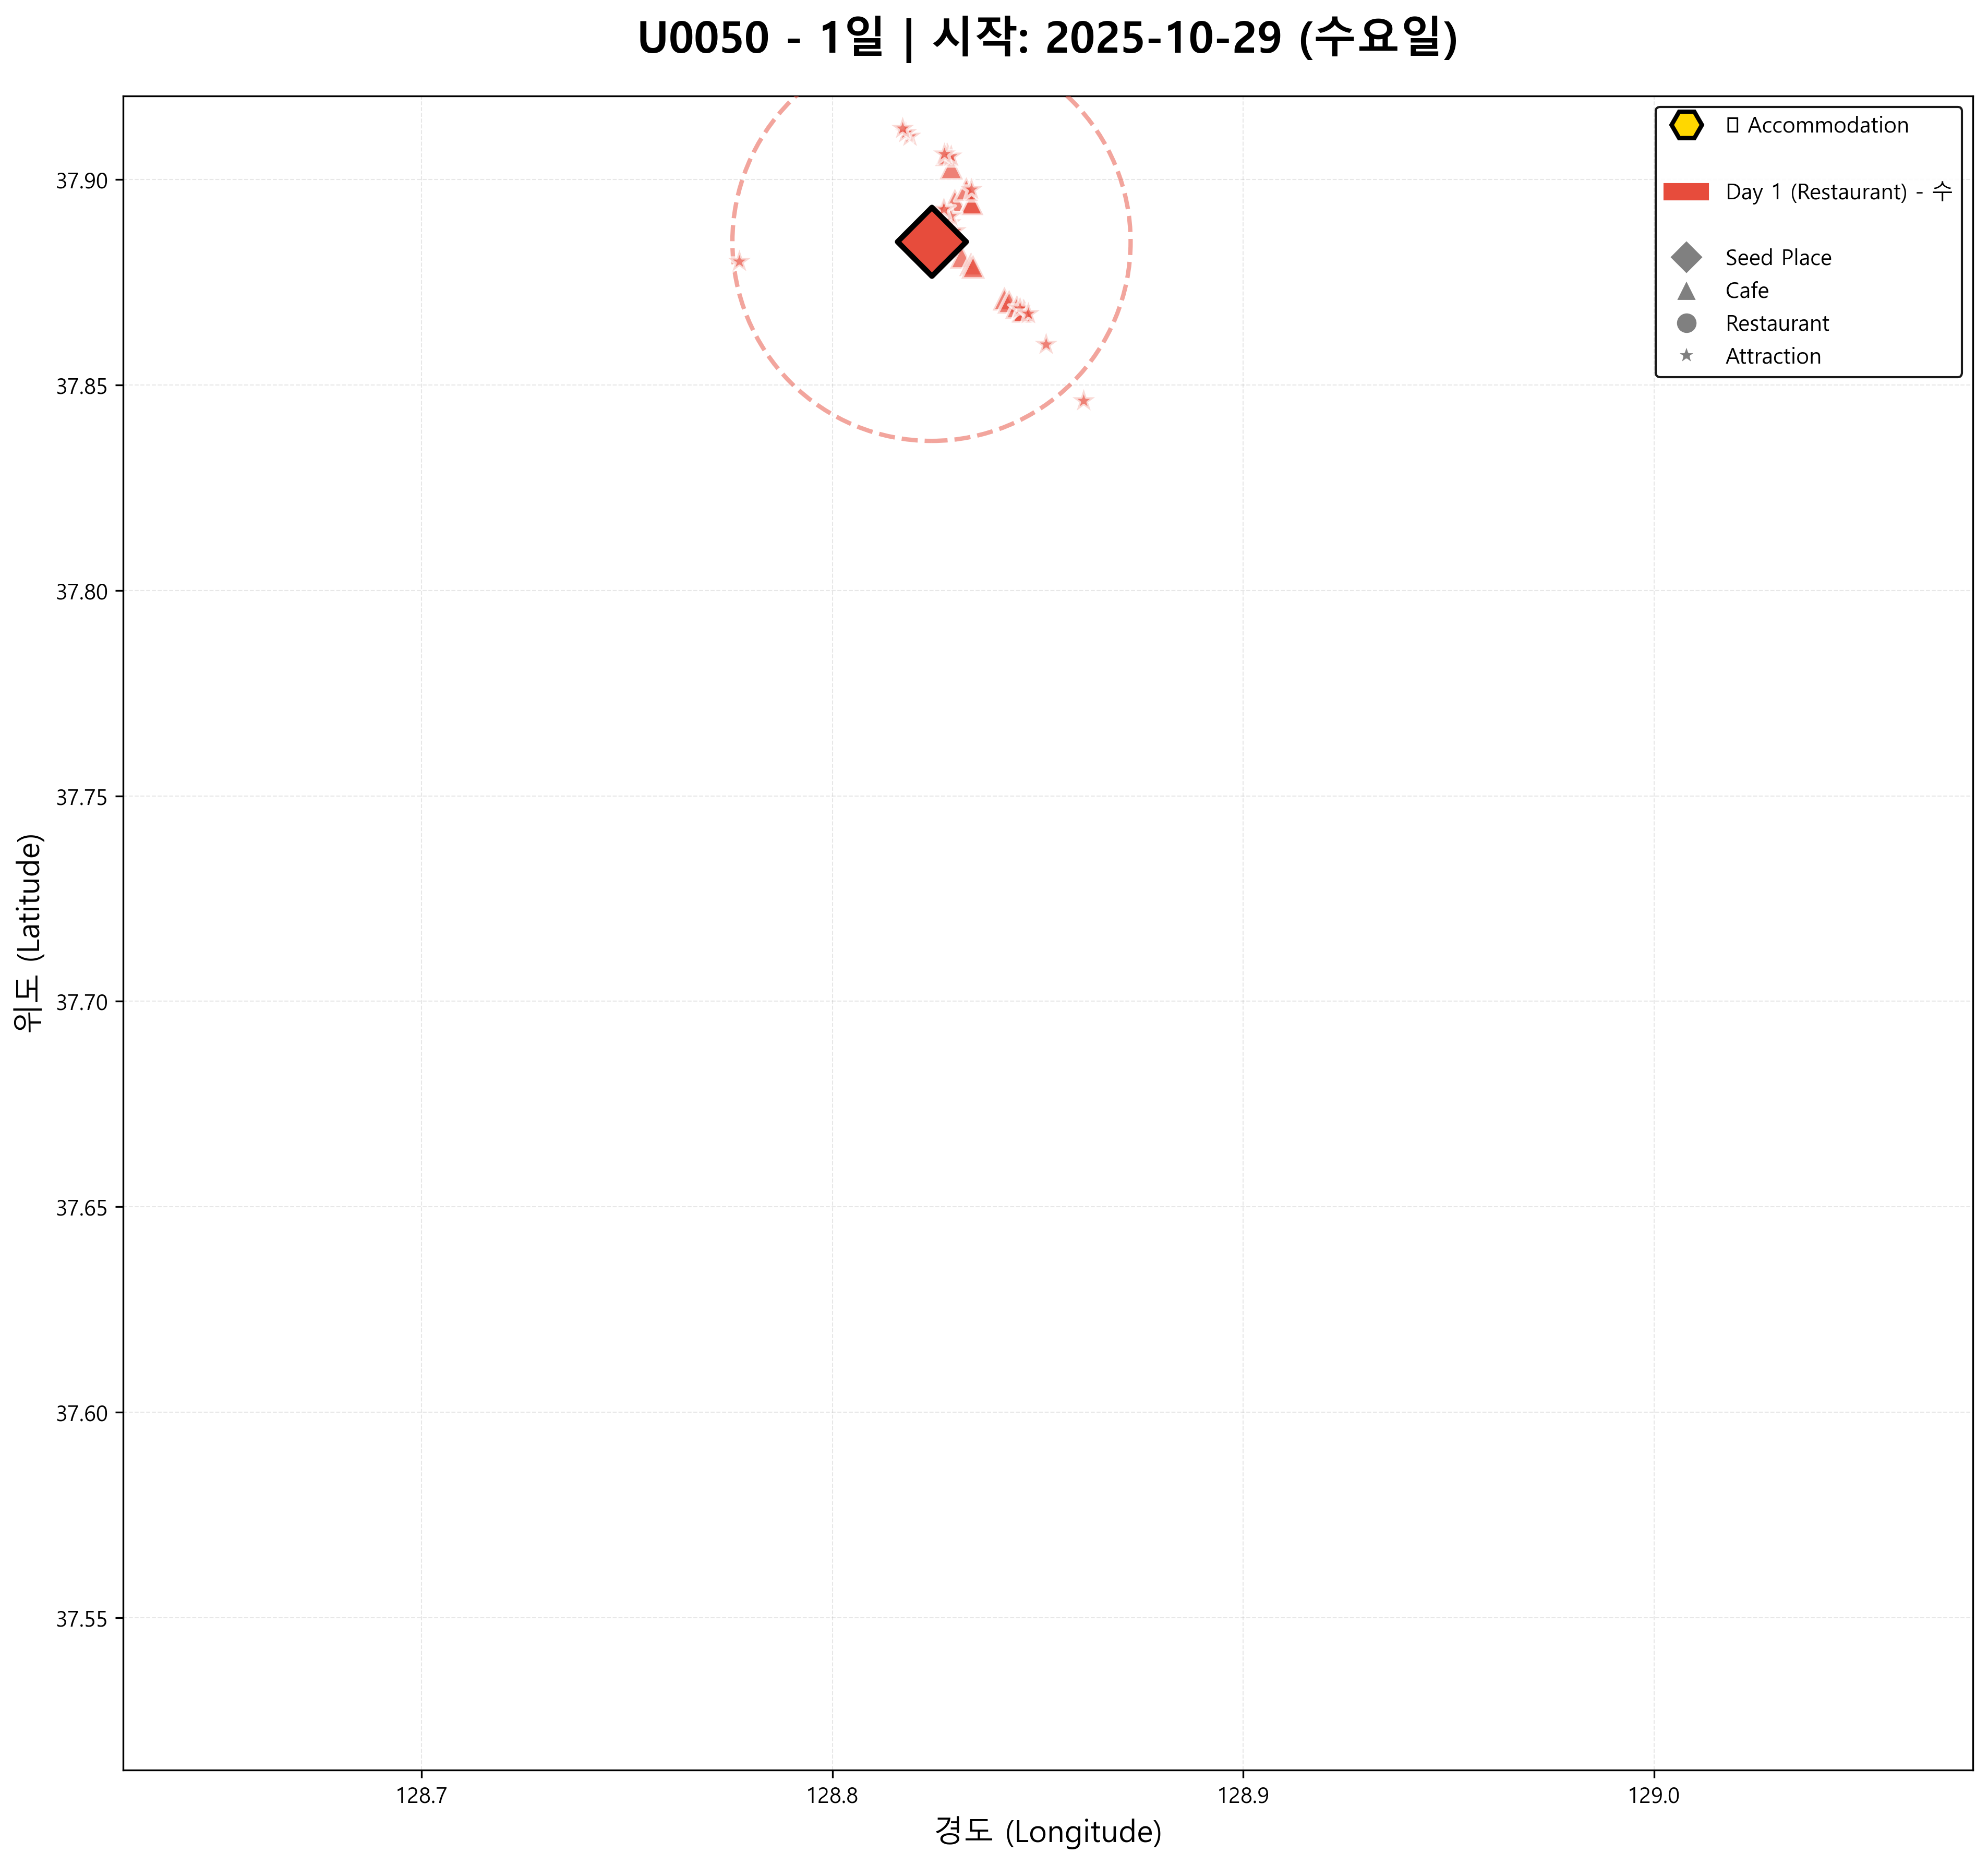 U0050 - 1일 | 시작: 2025-10-29 (수요일)
Accommodation
Day 1 (Restaurant) - 수
Seed Place
Cafe
Restaurant
Attraction
위도 (Latitude)
37.90
37.85
37.80
37.75
37.70
37.65
37.60
37.55
128.7
128.8
128.9
129.0
경도 (Longitude)